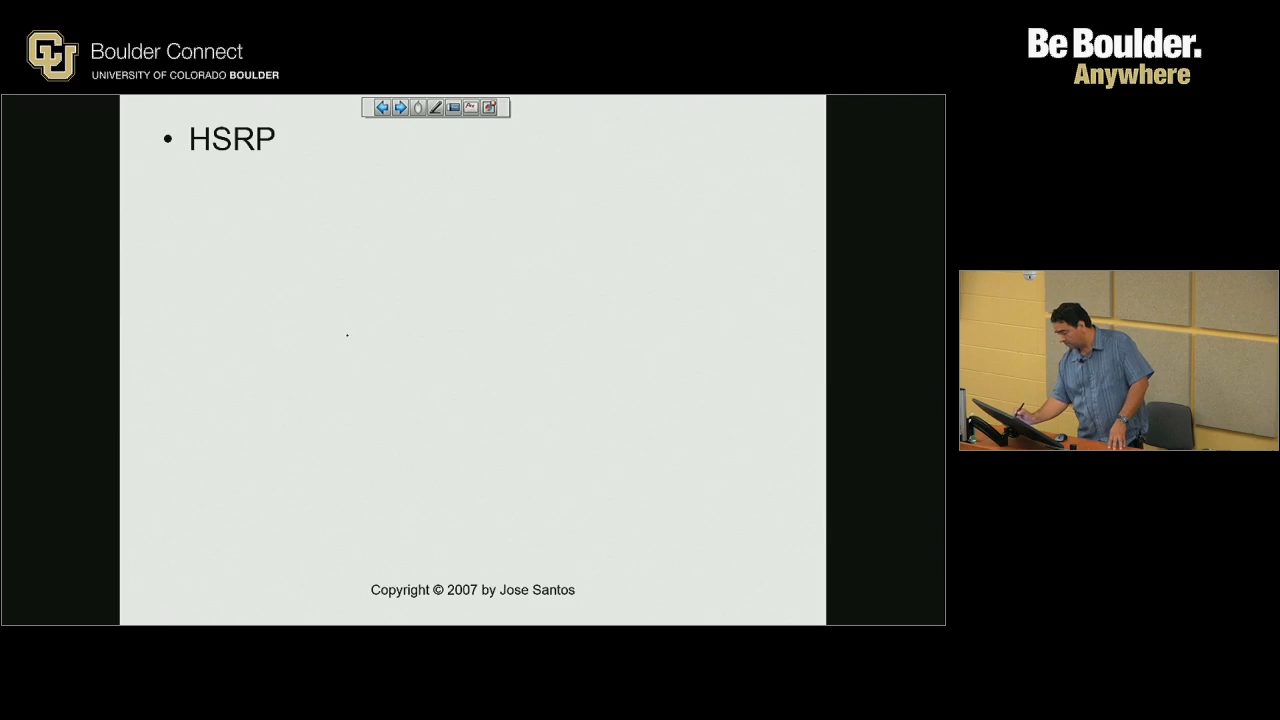 Boulder Connect
UNIVERSITY OF COLORADO BOULDER
Be Boulder.
Anywhere
• HSRP
Copyright © 2007 by Jose Santos